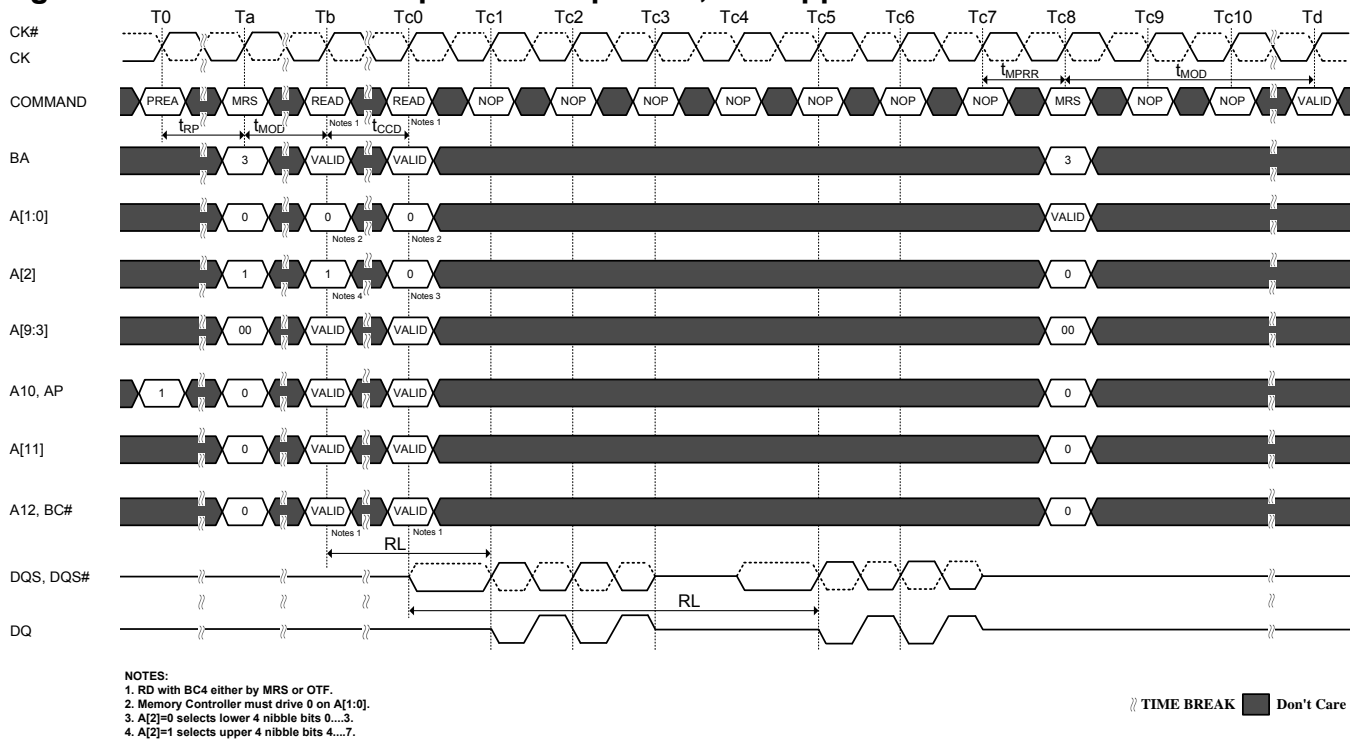 T0 Ta Tb Tc0 Tc1 Tc2 Tc3 Tc4 Tc5 Tc6 Tc7 Tc8 Tc9 Tc10 Td
CK#
CK
tMPRR tMOD
COMMAND PREA MRS READ READ NOP NOP NOP NOP NOP NOP NOP MRS NOP NOP VALID
Notes 1 Notes 1
tRP tMOD tCCD
BA 3 VALID VALID 3
A[1:0] 0 0 0 VALID
Notes 2 Notes 2
A[2] 1 1 0 0
Notes 4 Notes 3
A[9:3] 00 VALID VALID 00
A10, AP 1 0 VALID VALID 0
A[11] 0 VALID VALID 0
A12, BC# 0 VALID VALID 0
Notes 1 Notes 1
RL
DQS, DQS#
RL
DQ
NOTES:
1. RD with BC4 either by MRS or OTF.
2. Memory Controller must drive 0 on A[1:0].
3. A[2]=0 selects lower 4 nibble bits 0....3.
4. A[2]=1 selects upper 4 nibble bits 4....7.
TIME BREAK Don't Care